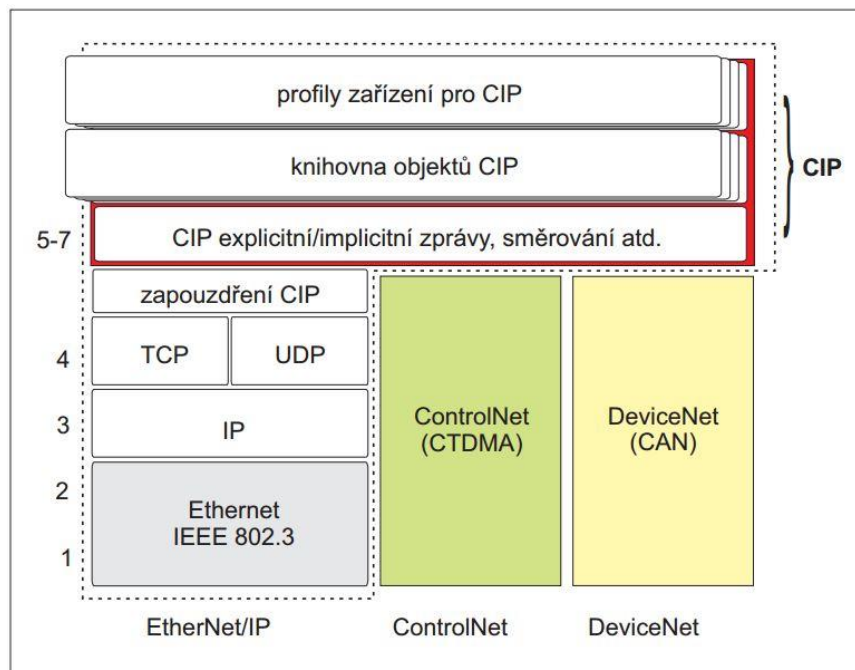 profily zařízení pro CIP
knihovna objektů CIP
CIP
5-7
CIP explicitní/implicitní zprávy, směrování atd.
zapouzdření CIP
4
TCP
UDP
3
IP
ControlNet
(CTDMA)
DeviceNet
(CAN)
2
Ethernet
IEEE 802.3
1
EtherNet/IP
ControlNet
DeviceNet